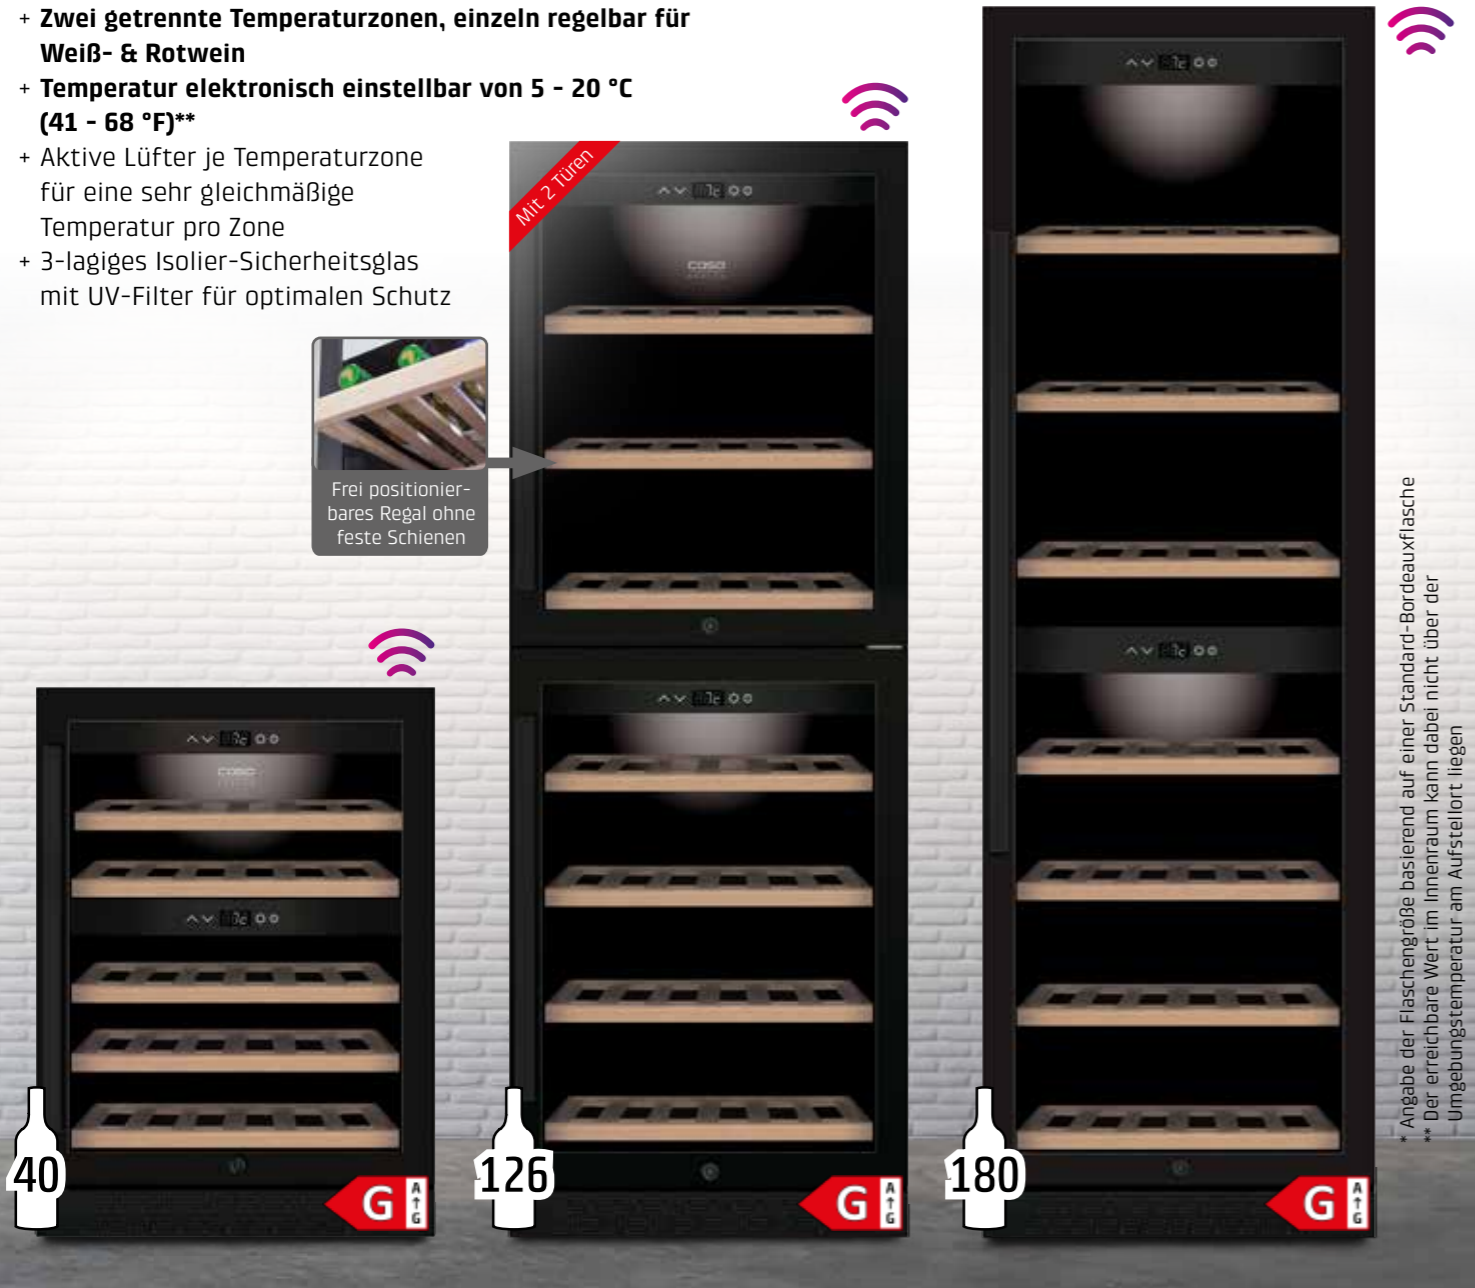 + Zwei getrennte Temperaturzonen, einzeln regelbar für
Weiß- & Rotwein
+ Temperatur elektronisch einstellbar von 5 - 20 °C
(41 - 68 °F)**
+ Aktive Lüfter je Temperaturzone
für eine sehr gleichmäßige
Temperatur pro Zone
+ 3-lagiges Isolier-Sicherheitsglas
mit UV-Filter für optimalen Schutz
Mit 2 Türen
caso
Frei positionier-
bares Regal ohne
feste Schienen
caso
40
G
A
↑
G
126
G
A
↑
G
180
G
A
↑
G
* Angabe der Flaschengröße basierend auf einer Standard-Bordeauxflasche
** Der erreichbare Wert im Innenraum kann dabei nicht über der
Umgebungstemperatur am Aufstellort liegen